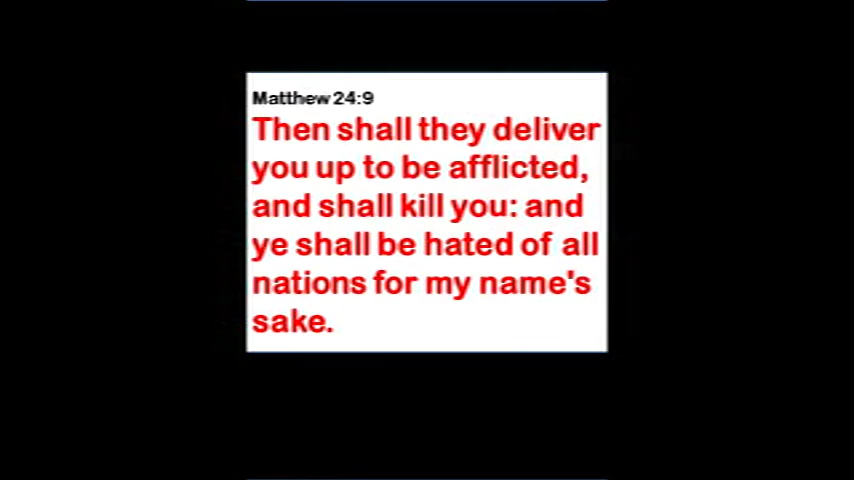 Matthew 24:9
Then shall they deliver
you up to be afflicted,
and shall kill you: and
ye shall be hated of all
nations for my name's
sake.